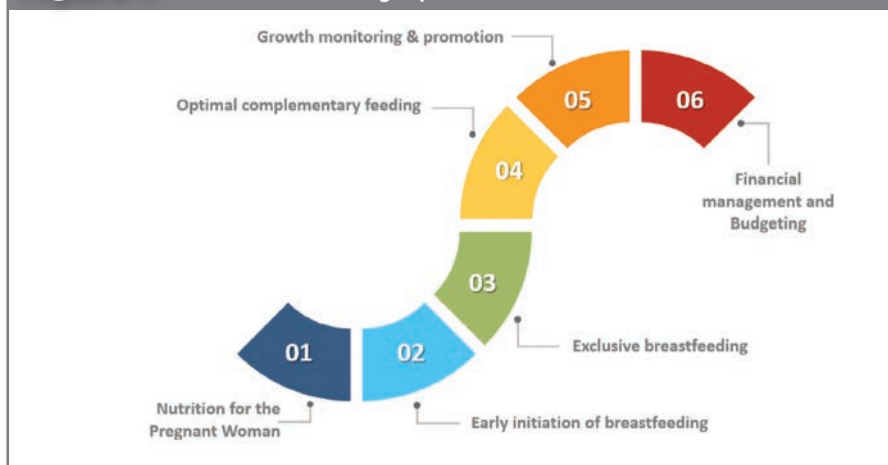 Growth monitoring & promotion
05
06
Optimal complementary feeding
04
Financial
management and
Budgeting
03
Exclusive breastfeeding
01
02
Nutrition for the
Pregnant Woman
Early initiation of breastfeeding